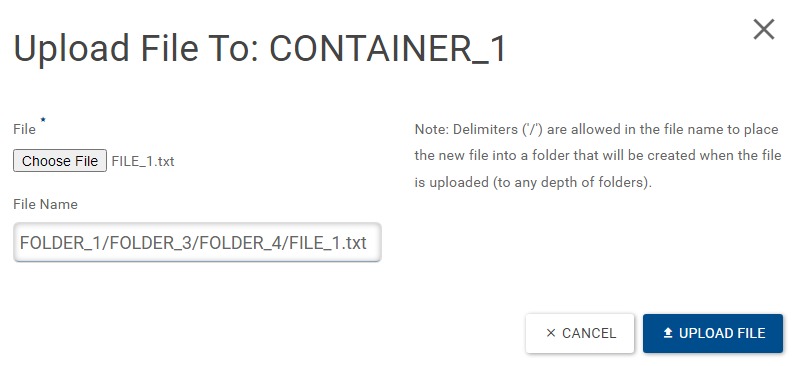 Upload File To: CONTAINER_1
File *
Choose File FILE_1.txt
File Name
FOLDER_1/FOLDER_3/FOLDER_4/FILE_1.txt
Note: Delimiters ('/') are allowed in the file name to place
the new file into a folder that will be created when the file
is uploaded (to any depth of folders).
CANCEL
UPLOAD FILE